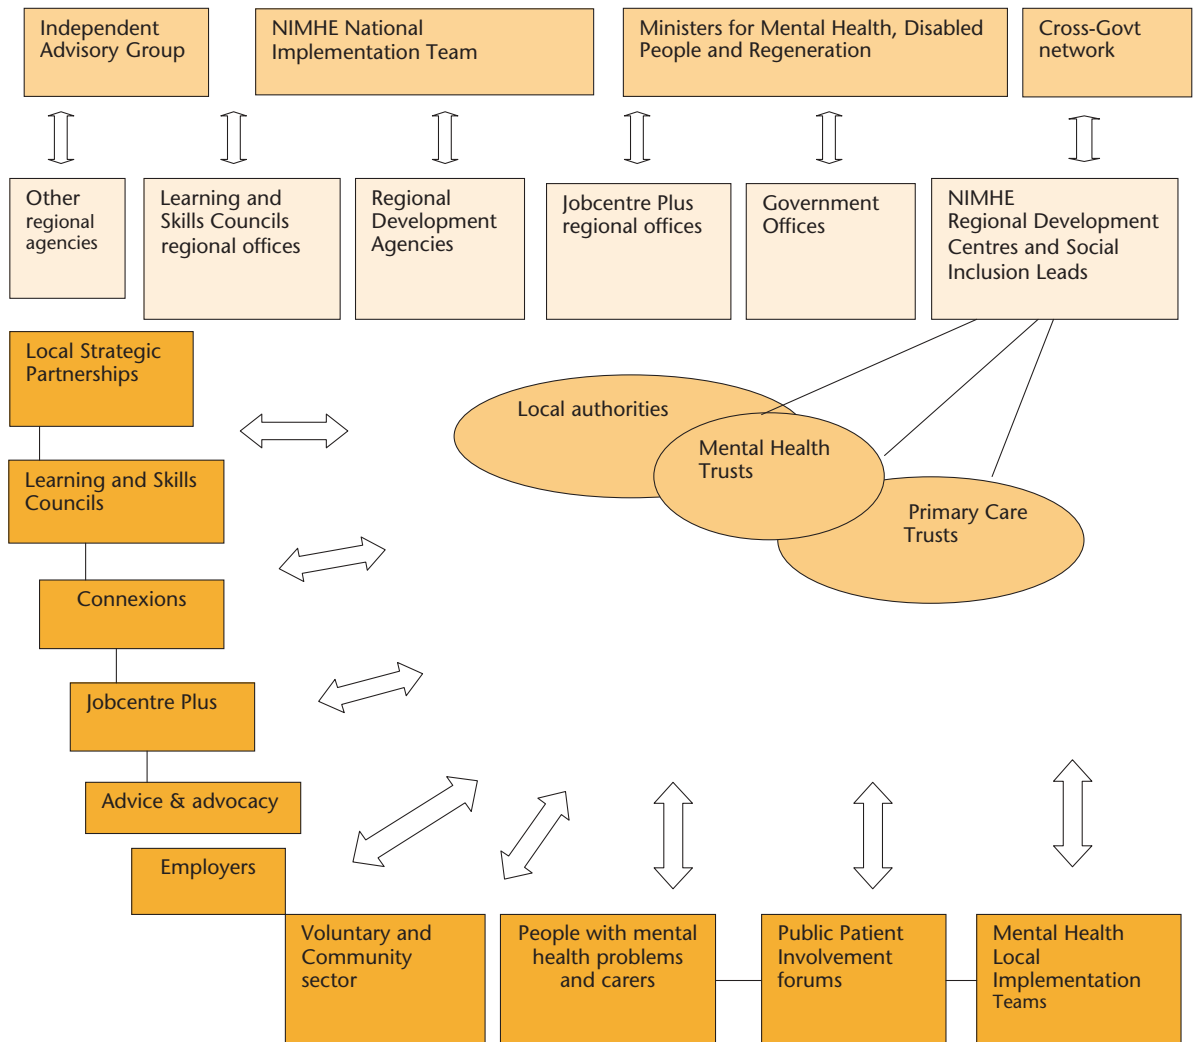 Independent
Advisory Group
NIMHE National
Implementation Team
Ministers for Mental Health, Disabled
People and Regeneration
Cross-Govt
network
Other
regional
agencies
Learning and
Skills Councils
regional offices
Regional
Development
Agencies
Jobcentre Plus
regional offices
Government
Offices
NIMHE
Regional Development
Centres and Social
Inclusion Leads
Local Strategic
Partnerships
Local authorities
Mental Health
Trusts
Learning and Skills
Councils
Primary Care
Trusts
Connexions
Jobcentre Plus
Advice & advocacy
Employers
Voluntary and
Community
sector
People with mental
health problems
and carers
Public Patient
Involvement
forums
Mental Health
Local
Implementation
Teams